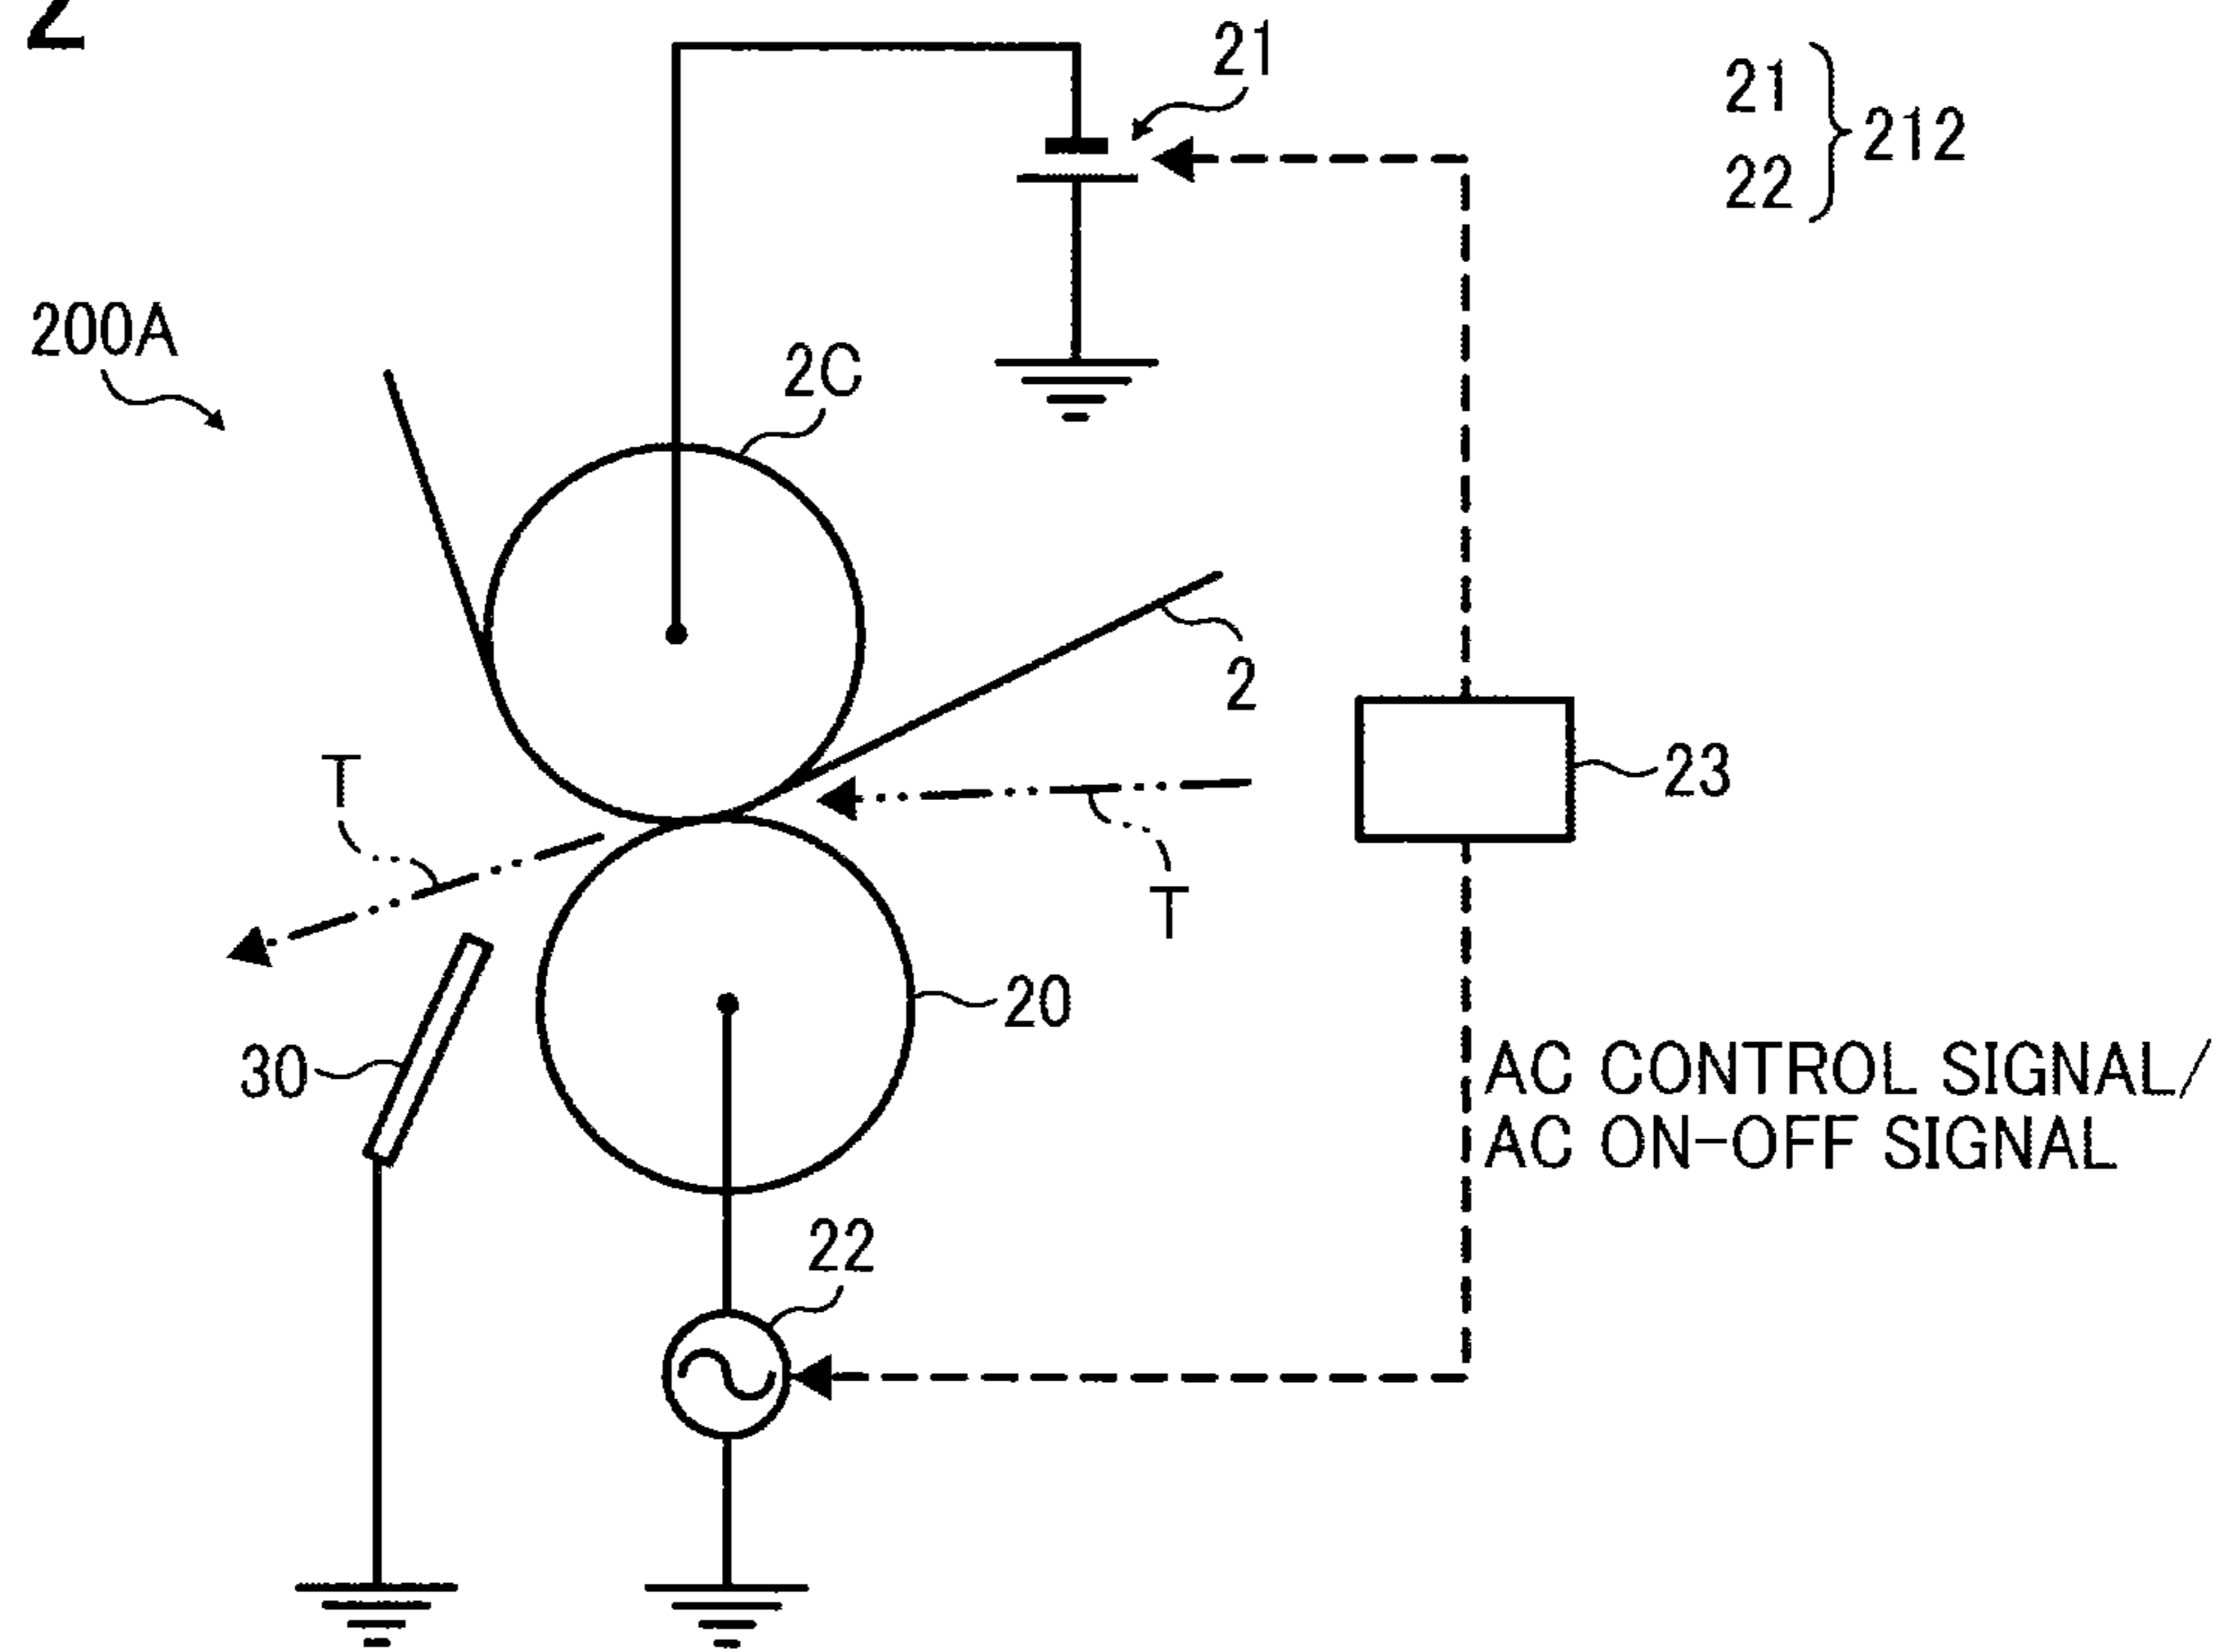 2
21
21
22
212
200A
2C
2
T
23
T
20
30
AC CONTROL SIGNAL/
AC ON-OFF SIGNAL
22